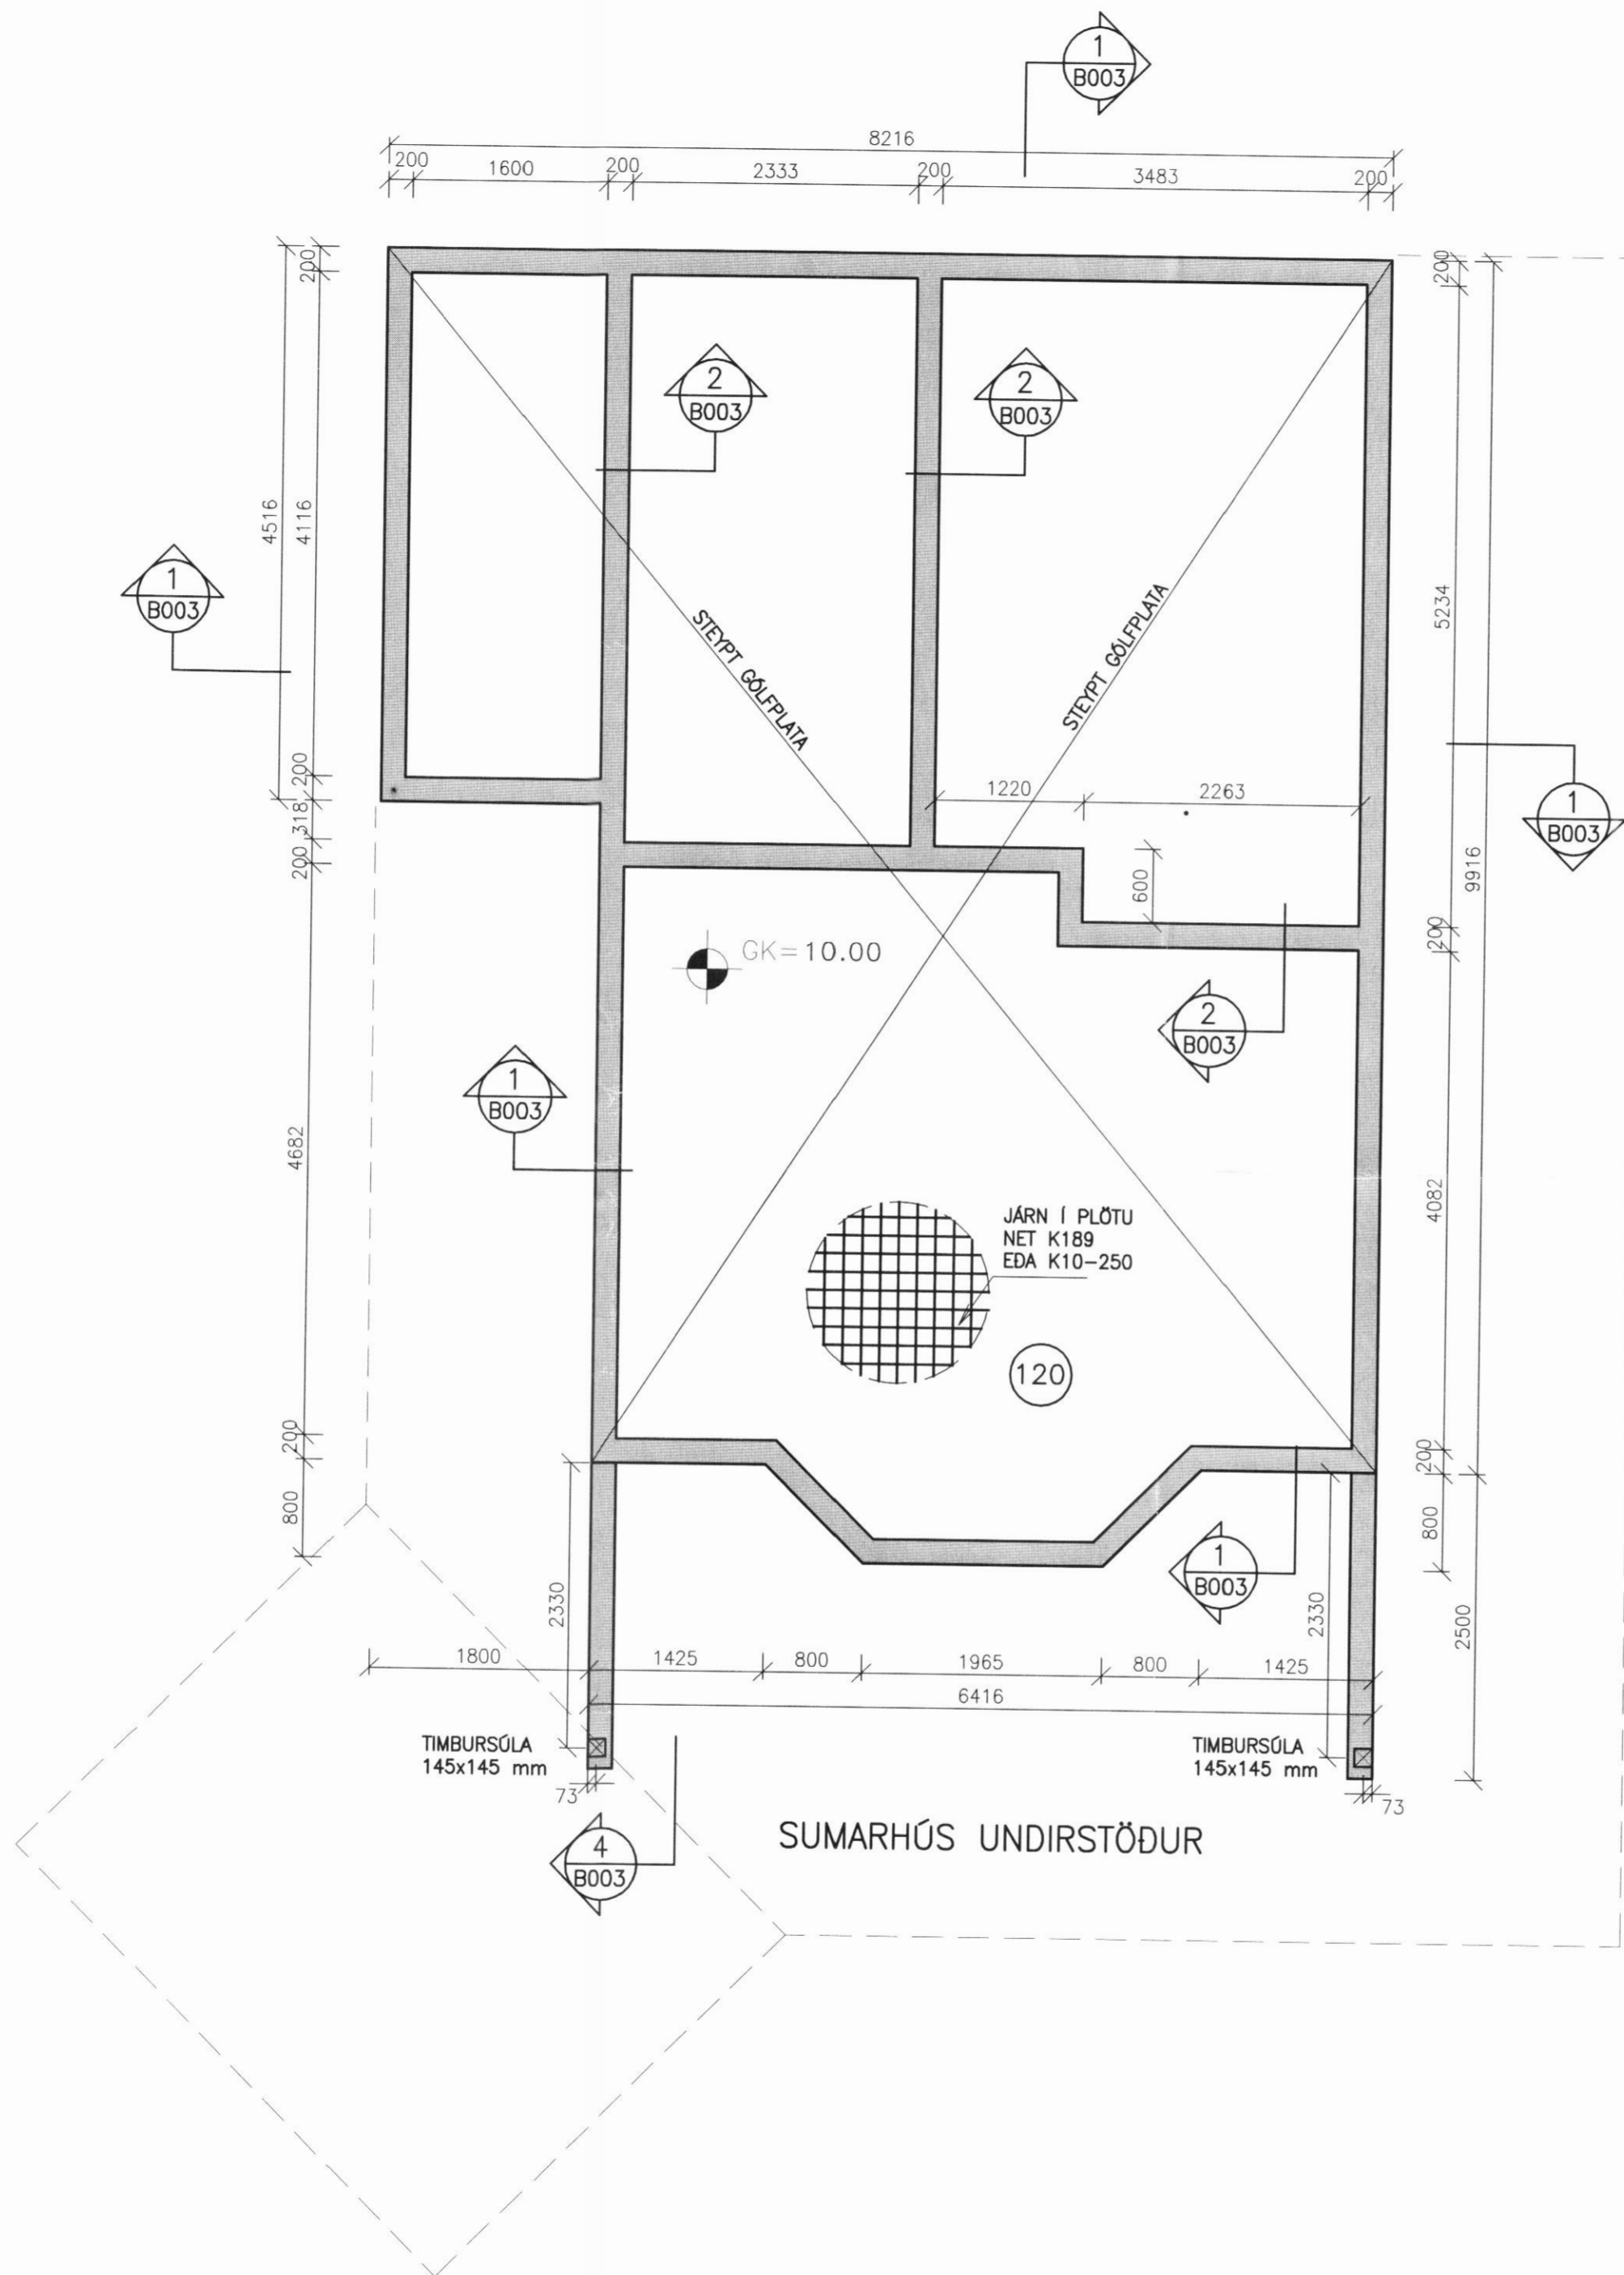 1
B003
8216
200
1600
200
2333
200
3483
200
200
4516
4116
200
318
200
4682
200
800
200
5234
9916
200
4082
200
800
2500
2
B003
2
B003
1
B003
STEYPT GÓLFPLATA
STEYPT GÓLFPLATA
1220
2263
600
1
B003
GK=10.00
2
B003
1
B003
JÁRN Í PLÖTU
NET K189
EÐA K10-250
120
1
B003
2330
2330
1800
1425
800
1965
800
1425
6416
TIMBURSÚLA
145x145 mm
73
TIMBURSÚLA
145x145 mm
73
4
B003
SUMARHÚS UNDIRSTÖÐUR